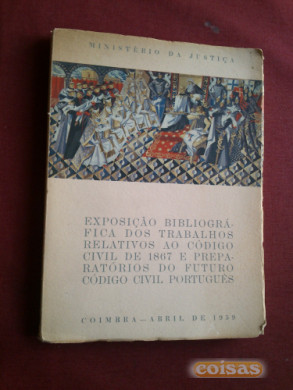 MINISTÉRIO DA JUSTIÇA
EXPOSIÇÃO BIBLIOGRÁ-
FICA DOS TRABALHOS
RELATIVOS AO CÓDIGO
CIVIL DE 1867 E PREPA-
RATÓRIOS DO FUTURO
CÓDIGO CIVIL PORTUGUÊS
COIMBRA — ABRIL DE 1959
coisas